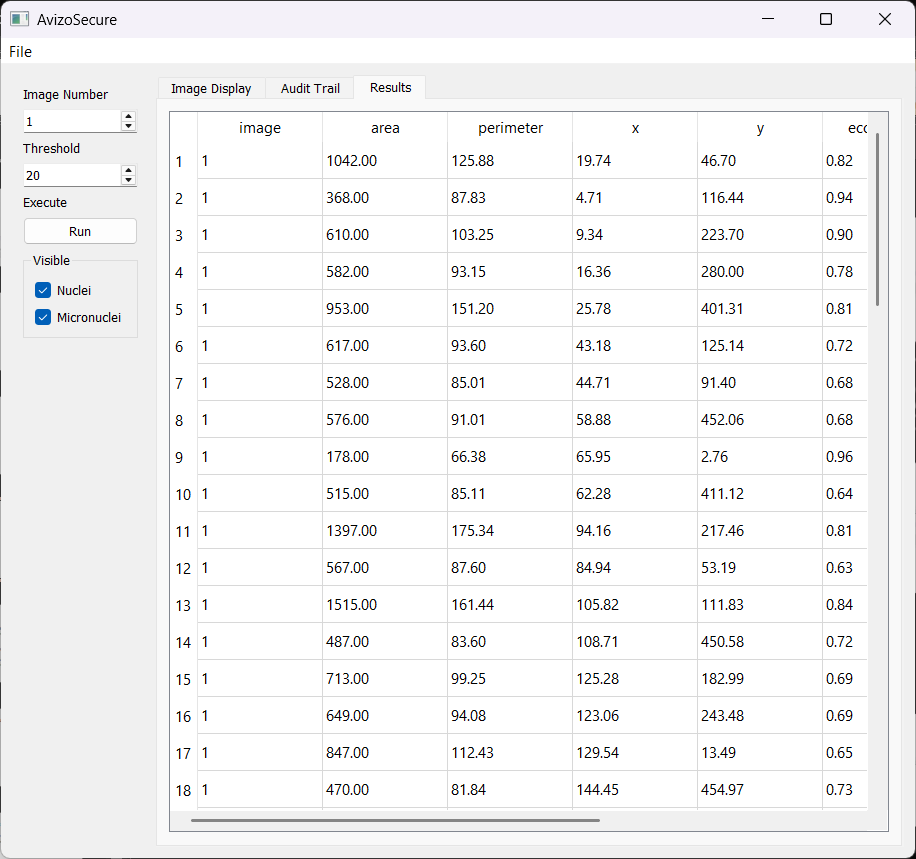 AvizoSecure
File
Image Number
1
Threshold
20
Execute
Run
Visible
Nuclei
Micronuclei
Image Display Audit Trail Results
image area perimeter x y ecc
1 1 1042.00 125.88 19.74 46.70 0.82
2 1 368.00 87.83 4.71 116.44 0.94
3 1 610.00 103.25 9.34 223.70 0.90
4 1 582.00 93.15 16.36 280.00 0.78
5 1 953.00 151.20 25.78 401.31 0.81
6 1 617.00 93.60 43.18 125.14 0.72
7 1 528.00 85.01 44.71 91.40 0.68
8 1 576.00 91.01 58.88 452.06 0.68
9 1 178.00 66.38 65.95 2.76 0.96
10 1 515.00 85.11 62.28 411.12 0.64
11 1 1397.00 175.34 94.16 217.46 0.81
12 1 567.00 87.60 84.94 53.19 0.63
13 1 1515.00 161.44 105.82 111.83 0.84
14 1 487.00 83.60 108.71 450.58 0.72
15 1 713.00 99.25 125.28 182.99 0.69
16 1 649.00 94.08 123.06 243.48 0.69
17 1 847.00 112.43 129.54 13.49 0.65
18 1 470.00 81.84 144.45 454.97 0.73